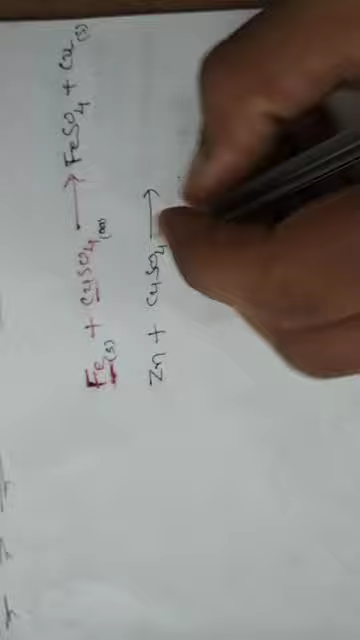 Fe(s) + CuSO4(aq) → FeSO4 + Cu(s)
Zn + CuSO4 →